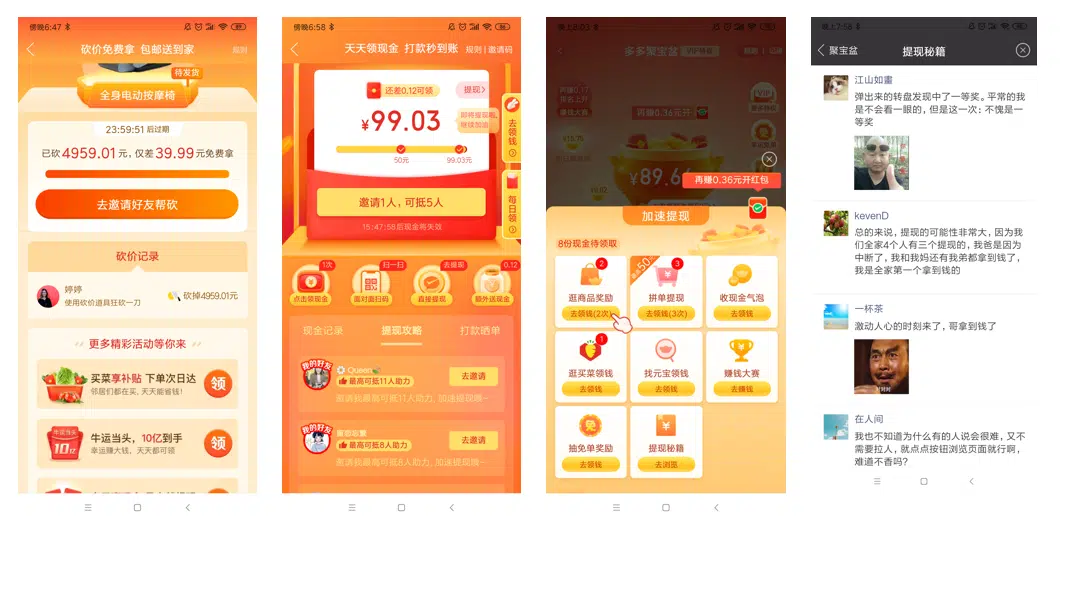 傍晚6:47
砍价免费拿 包邮送到家
规则
待发货
全身电动按摩椅
23:59:51 后过期
已砍 4959.01 元, 仅差 39.99 元免费拿
去邀请好友帮砍
砍价记录
婷婷
使用砍价道具狂砍一刀
砍掉4959.01元
更多精彩活动等你来
买菜享补贴 下单次日达
邻居们都在买, 天天能省钱!
领
年运当头
10亿
牛运当头, 10亿到手
幸运赚大钱, 天天都可领
领
傍晚6:58
天天领现金 打款秒到账
规则 | 邀请码
还差0.12可领
提现>
¥99.03
即将提现啦,
继续加油
50元
99.03元
去领钱
每日领
邀请1人, 可抵5人
15:47:58后现金将失效
1次
点击领现金
扫一扫
面对面扫码
去提现
直接提现
0.12
额外送现金
现金记录
提现攻略
打款晒单
我的好友
Queen
最高可抵11人助力
去邀请
邀请我最高可抵11人助力, 加速提现哦~
我的好友
最高可抵8人助力
去邀请
邀请我最高可抵8人助力, 加速提现哦~
晚上8:03
多多聚宝盆
再赚0.36元开
¥89.6
再赚0.36元开红包
加速提现
8份现金待领取
2
逛商品奖励
去领钱(2次)
3
拼单提现
去领钱(3次)
收现金气泡
去领钱
1
逛买菜领钱
去领钱
找元宝领钱
去领钱
赚钱大赛
去赚钱
免
抽免单奖励
去领钱
提现秘籍
去浏览
晚上7:58
聚宝盆
提现秘籍
江山如畫
弹出来的转盘发现中了一等奖。平常的我
是不会看一眼的, 但是这一次: 不愧是一
等奖
kevenD
总的来说, 提现的可能性非常大, 因为我
们全家4个人有三个提现的, 我爸是因为
中断了, 我和我妈还有我弟都拿到钱了,
我是全家第一个拿到钱的
一杯茶
激动人心的时刻来了, 哥拿到钱了
对对对
在人间
我也不知道为什么有的人说会很难, 又不
需要拉人, 就点点按钮浏览页面就行啊,
难道不香吗?